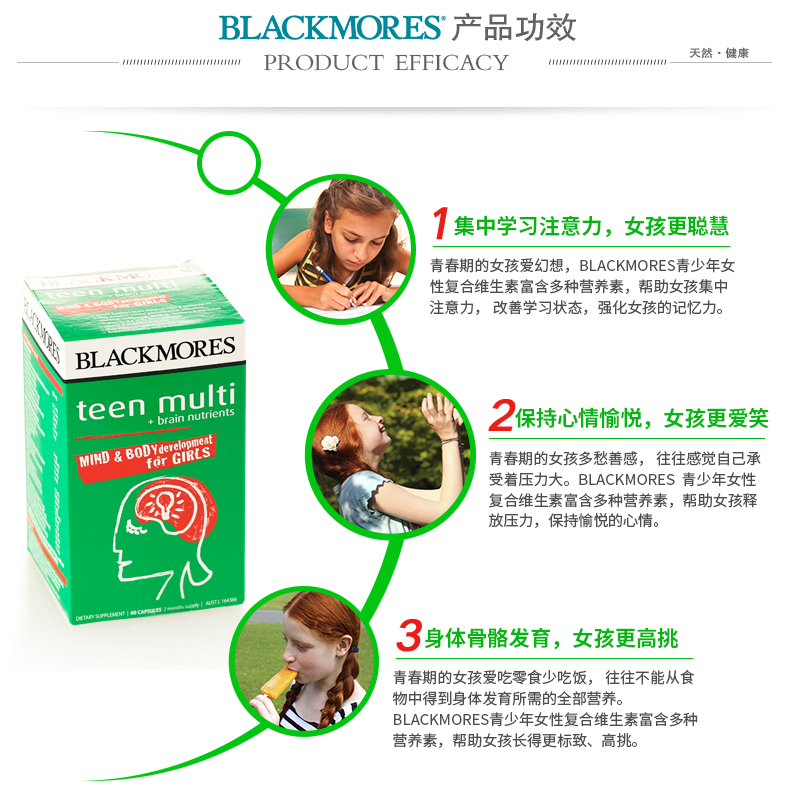 BLACKMORES® 产品功效
PRODUCT EFFICACY
天然·健康
1 集中学习注意力，女孩更聪慧
青春期的女孩爱幻想，BLACKMORES青少年女
性复合维生素富含多种营养素，帮助女孩集中
注意力， 改善学习状态，强化女孩的记忆力。
2 保持心情愉悦，女孩更爱笑
青春期的女孩多愁善感， 往往感觉自己承
受着压力大。BLACKMORES 青少年女性
复合维生素富含多种营养素，帮助女孩释
放压力，保持愉悦的心情。
3 身体骨骼发育，女孩更高挑
青春期的女孩爱吃零食少吃饭， 往往不能从食
物中得到身体发育所需的全部营养。
BLACKMORES青少年女性复合维生素富含多种
营养素，帮助女孩长得更标致、高挑。
teen multi
+ brain nutrients
MIND & BODY development
for GIRLS
BLACKMORES
BLACKMORES
teen multi
+ brain nutrients
MIND & BODY development
for GIRLS
DIETARY SUPPLEMENT | 60 CAPSULES 2 months supply | AUST L 164366